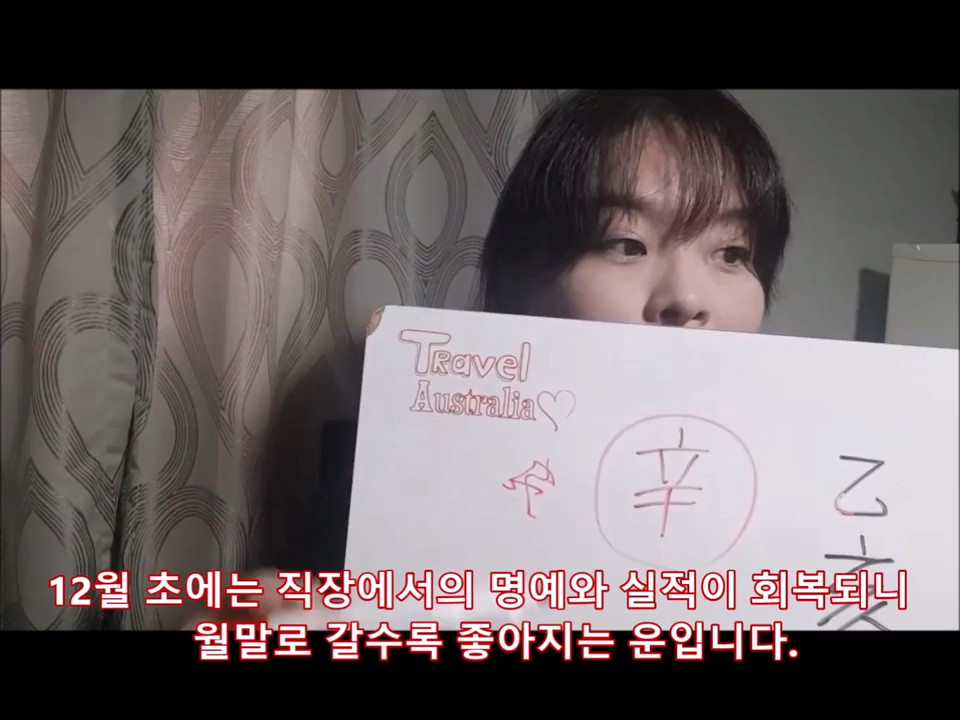 Travel
Australia
辛
乙
12월 초에는 직장에서의 명예와 실적이 회복되니
월말로 갈수록 좋아지는 운입니다.